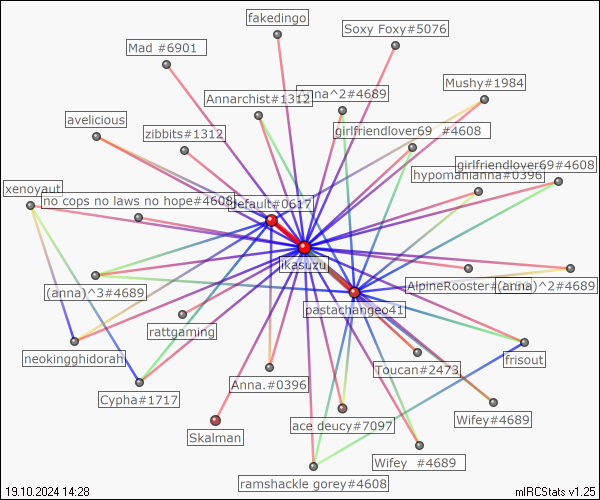 fakedingo
Soxy Foxy#5076
Mad #6901
Mushy#1984
Anna^2#4689
Annarchist#1312
avelicious
zibbits#1312
girlfriendlover69 #4608
girlfriendlover69#4608
hypomanianna#0396
xenoyaut
no cops no laws no hope#4608
default#0617
ikasuzu
(anna)^3#4689
AlpineRooster#
(anna)^2#4689
pastachangeo41
rattgaming
neokingghidorah
frisout
Toucan#2473
Anna.#0396
Cypha#1717
Wifey#4689
ace deucy#7097
Skalman
Wifey #4689
ramshackle gorey#4608
19.10.2024 14:28
mIRCStats v1.25